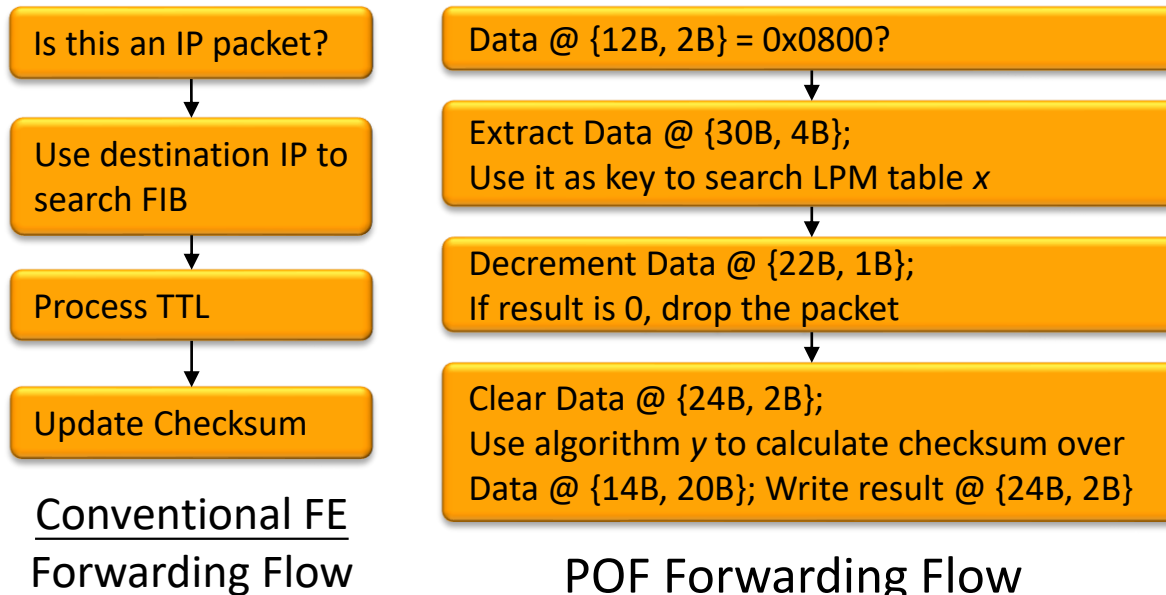 Is this an IP packet?
Use destination IP to
search FIB
Process TTL
Update Checksum
Conventional FE
Forwarding Flow
Data @ {12B, 2B} = 0x0800?
Extract Data @ {30B, 4B};
Use it as key to search LPM table x
Decrement Data @ {22B, 1B};
If result is 0, drop the packet
Clear Data @ {24B, 2B};
Use algorithm y to calculate checksum over
Data @ {14B, 20B}; Write result @ {24B, 2B}
POF Forwarding Flow